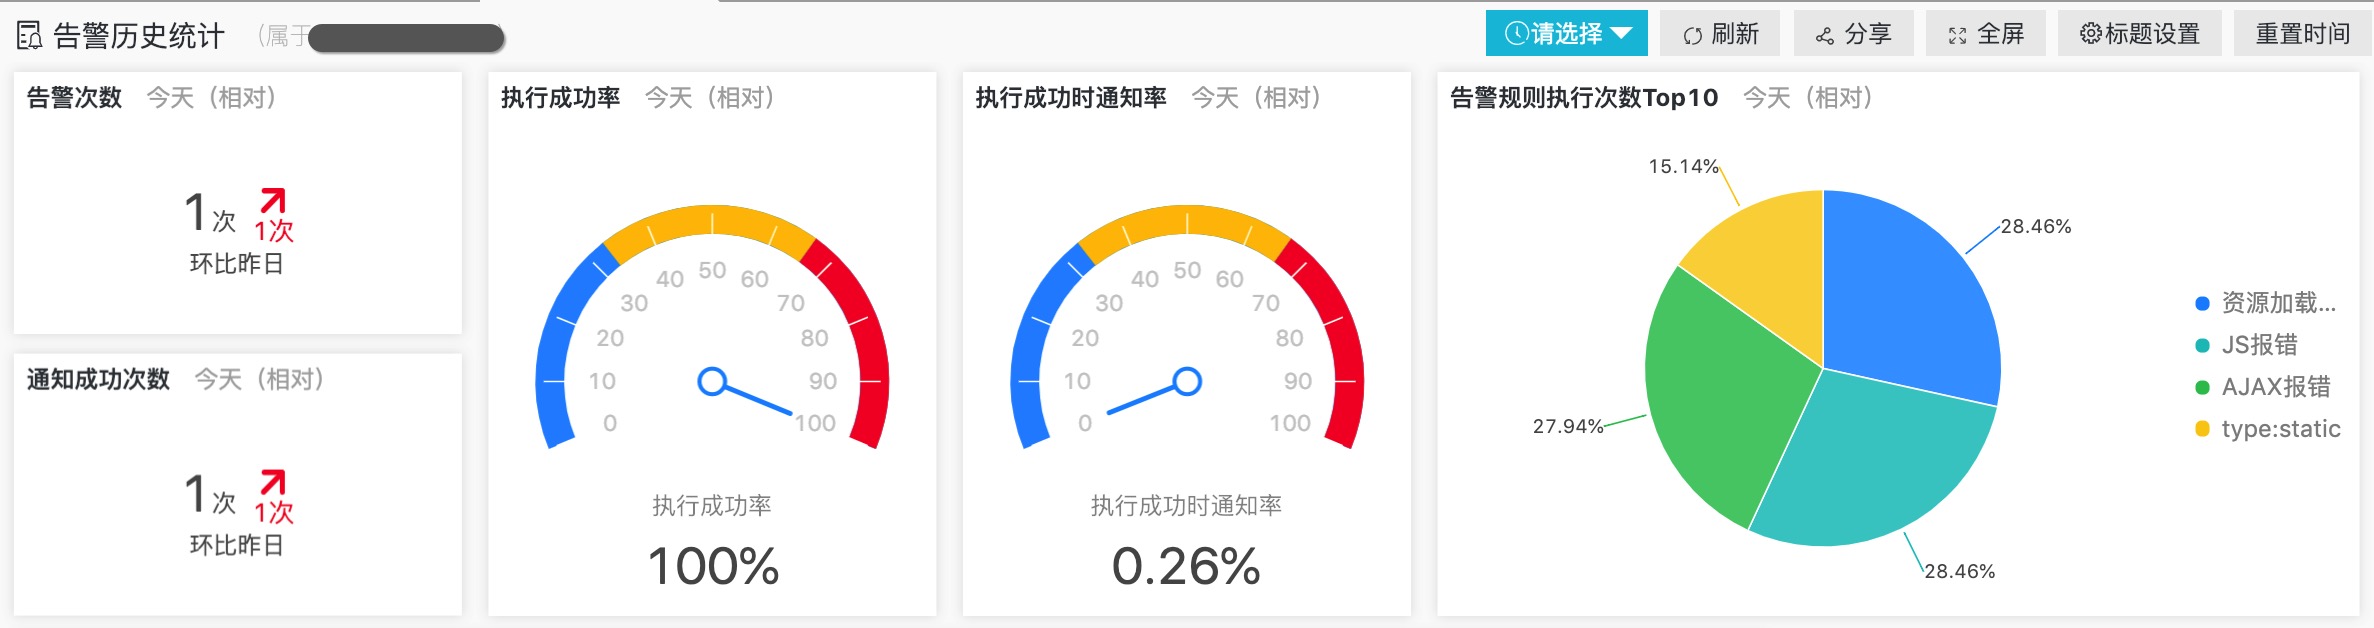 告警历史统计 （属于
请选择 刷新 分享 全屏 标题设置 重置时间
告警次数 今天（相对）
1次 1次
环比昨日
通知成功次数 今天（相对）
1次 1次
环比昨日
执行成功率 今天（相对）
0 10 20 30 40 50 60 70 80 90 100
执行成功率
100%
执行成功时通知率 今天（相对）
0 10 20 30 40 50 60 70 80 90 100
执行成功时通知率
0.26%
告警规则执行次数Top10 今天（相对）
15.14%
28.46%
27.94%
28.46%
资源加载...
JS报错
AJAX报错
type:static